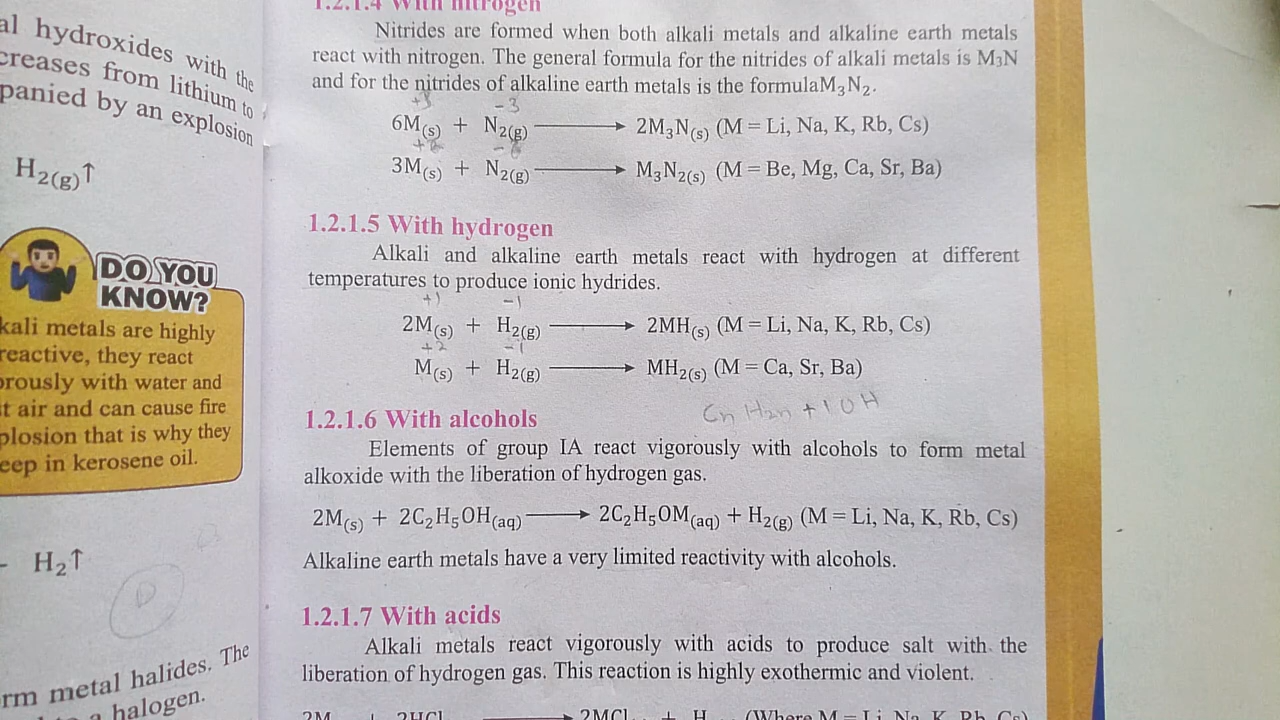 al hydroxides with the
creases from lithium to
panied by an explosion
H₂(g)↑
DO YOU
KNOW?
kali metals are highly
reactive, they react
orously with water and
st air and can cause fire
plosion that is why they
eep in kerosene oil.
H₂↑
D
rm metal halides. The
a halogen.
1.2.1.4 With nitrogen
Nitrides are formed when both alkali metals and alkaline earth metals
react with nitrogen. The general formula for the nitrides of alkali metals is M₃N
and for the nitrides of alkaline earth metals is the formulaM₃N₂.
+3 −3
6M(s) + N₂(g) ⟶ 2M₃N(s) (M = Li, Na, K, Rb, Cs)
3M(s) + N₂(g) ⟶ M₃N₂(s) (M = Be, Mg, Ca, Sr, Ba)
1.2.1.5 With hydrogen
Alkali and alkaline earth metals react with hydrogen at different
temperatures to produce ionic hydrides.
+1 −1
2M(s) + H₂(g) ⟶ 2MH(s) (M = Li, Na, K, Rb, Cs)
+2 −1
M(s) + H₂(g) ⟶ MH₂(s) (M = Ca, Sr, Ba)
CnH2n+1OH
1.2.1.6 With alcohols
Elements of group IA react vigorously with alcohols to form metal
alkoxide with the liberation of hydrogen gas.
2M(s) + 2C₂H₅OH(aq) ⟶ 2C₂H₅OM(aq) + H₂(g) (M = Li, Na, K, Rb, Cs)
Alkaline earth metals have a very limited reactivity with alcohols.
1.2.1.7 With acids
Alkali metals react vigorously with acids to produce salt with the
liberation of hydrogen gas. This reaction is highly exothermic and violent.
2M + 2HCl ⟶ 2MCl + H (Where M = Li, Na, K, Rb, Cs)